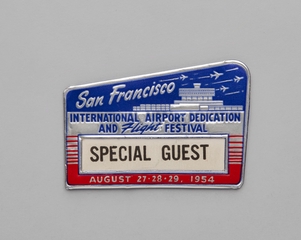 San Francisco
INTERNATIONAL AIRPORT DEDICATION
AND Flight FESTIVAL
SPECIAL GUEST
AUGUST 27-28-29, 1954